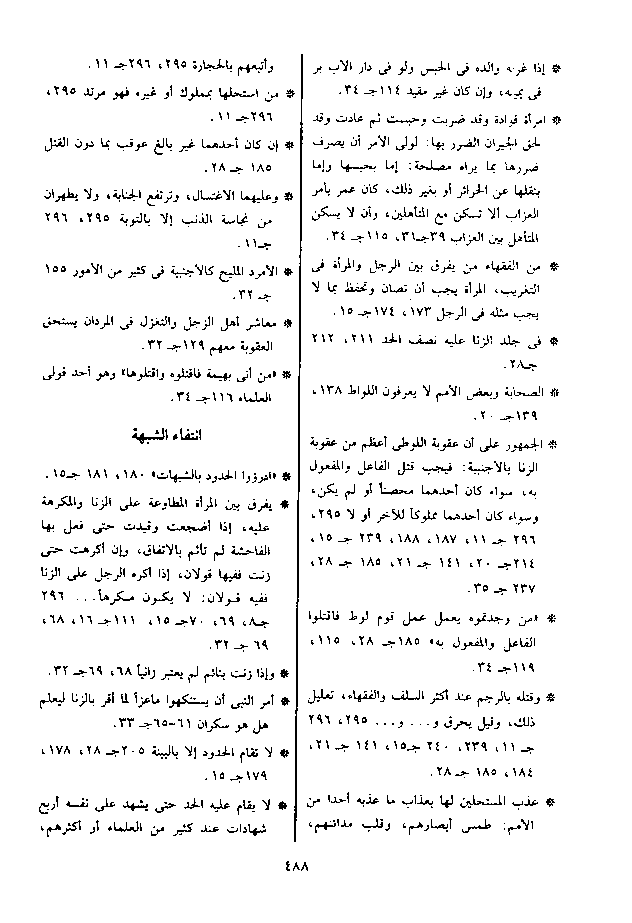 * إذا غربه والده فى الحبس ولو فى دار الأب بر
فى يمينه، وإن كان غير مقيد ١١٤جـ ٣٤.
* امرأة قوادة وقد ضربت وحبست ثم عادت وقد
لحق الجيران الضرر بها: لولى الأمر أن يصرف
ضررها بما يراه مصلحة: إما بحبسها وإما
بنقلها عن الحرائر أو بغير ذلك، كان عمر يأمر
العزاب ألا تسكن مع المتأهلين، وأن لا يسكن
المتأهل بين العزاب ٣٩جـ٣١، ١١٥ جـ ٣٤.
* من الفقهاء من يفرق بين الرجل والمرأة فى
التغريب، المرأة يجب أن تصان وتحفظ بما لا
يجب مثله فى الرجل ١٧٣، ١٧٤ جـ ١٥.
* فى جلد الزنا عليه نصف الحد ٢١١، ٢١٢
جـ٢٨.
* الصحابة وبعض الأمم لا يعرفون اللواط ١٣٨،
١٣٩جـ ٢٠.
* الجمهور على أن عقوبة اللوطى أعظم من عقوبة
الزنا بالأجنبية: فيجب قتل الفاعل والمفعول
به، سواء كان أحدهما محصناً أو لم يكن،
وسواء كان أحدهما مملوكاً للآخر أو لا ٢٩٥،
٢٩٦ جـ ١١، ١٨٧، ١٨٨، ٢٣٩ جـ ١٥،
٢١٤جـ ٢٠، ١٤١ جـ ٢١، ١٨٥ جـ ٢٨،
٢٣٧ جـ ٣٥.
* «من وجدتموه يعمل عمل قوم لوط فاقتلوا
الفاعل والمفعول به» ١٨٥جـ ٢٨، ١١٥،
١١٩جـ ٣٤.
* وقتله بالرجم عند أكثر السلف والفقهاء، تعليل
ذلك، وقيل يحرق و... و... ٢٩٥، ٢٩٦
جـ ١١، ٢٣٩، ٢٤٠ جـ١٥، ١٤١ جـ ٢١،
١٨٤، ١٨٥ جـ ٢٨.
* عذب المستحلين لها بعذاب ما عذبه أحدا من
الأمم: طمس أبصارهم، وقلب مدائنهم،
وأتبعهم بالحجارة ٢٩٥، ٢٩٦جـ ١١.
* من استحلها بمملوك أو غيره فهو مرتد ٢٩٥،
٢٩٦جـ ١١.
* إن كان أحدهما غير بالغ عوقب بما دون القتل
١٨٥ جـ ٢٨.
* وعليهما الاغتسال، وترتفع الجنابة، ولا يطهران
من نجاسة الذنب إلا بالتوبة ٢٩٥، ٢٩٦
جـ١١.
* الأمرد المليح كالأجنبية فى كثير من الأمور ١٥٥
جـ ٣٢.
* معاشر أهل الزجل والتغزل فى المردان يستحق
العقوبة معهم ١٢٩جـ ٣٢.
* «من أتى بهيمة فاقتلوه واقتلوها» وهو أحد قولى
العلماء ١١٦جـ ٣٤.
انتفاء الشبهة
* «ادرؤوا الحدود بالشبهات» ١٨٠، ١٨١ جـ١٥.
* يفرق بين المرأة المطاوعة على الزنا والمكرهة
عليه، إذا أضجعت وقيدت حتى فعل بها
الفاحشة لم تأثم بالاتفاق، وإن أكرهت حتى
زنت ففيها قولان، إذا أكره الرجل على الزنا
ففيه قولان: لا يكون مكرهاً... ٢٩٦
جـ٨، ٦٩، ٧٠جـ ١٥، ١١١جـ ١٦، ٦٨،
٦٩ جـ ٣٢.
* وإذا زنت بنائم لم يعتبر زانياً ٦٨، ٦٩جـ ٣٢.
* أمر النبى أن يستنكهوا ماعزاً لما أقر بالزنا ليعلم
هل هو سكران ٦١-٦٥جـ ٣٣.
* لا تقام الحدود إلا بالبينة ٢٠٥جـ ٢٨، ١٧٨،
١٧٩جـ ١٥.
* لا يقام عليه الحد حتى يشهد على نفسه أربع
شهادات عند كثير من العلماء أو أكثرهم،
٤٨٨